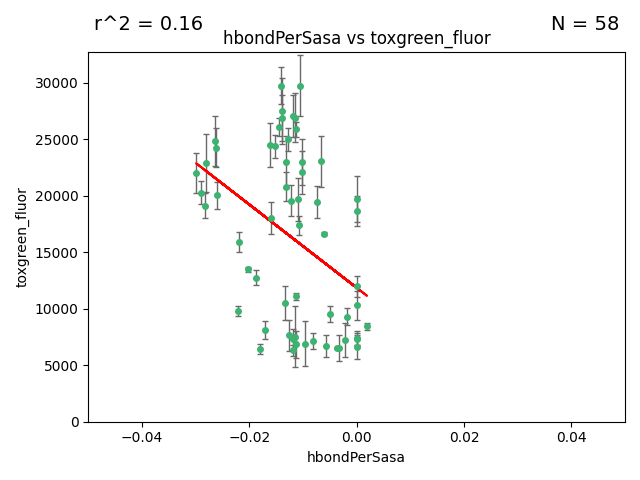 r^2 = 0.16
N = 58
hbondPerSasa vs toxgreen_fluor
30000
25000
20000
15000
10000
5000
0
toxgreen_fluor
−0.04
−0.02
0.00
0.02
0.04
hbondPerSasa